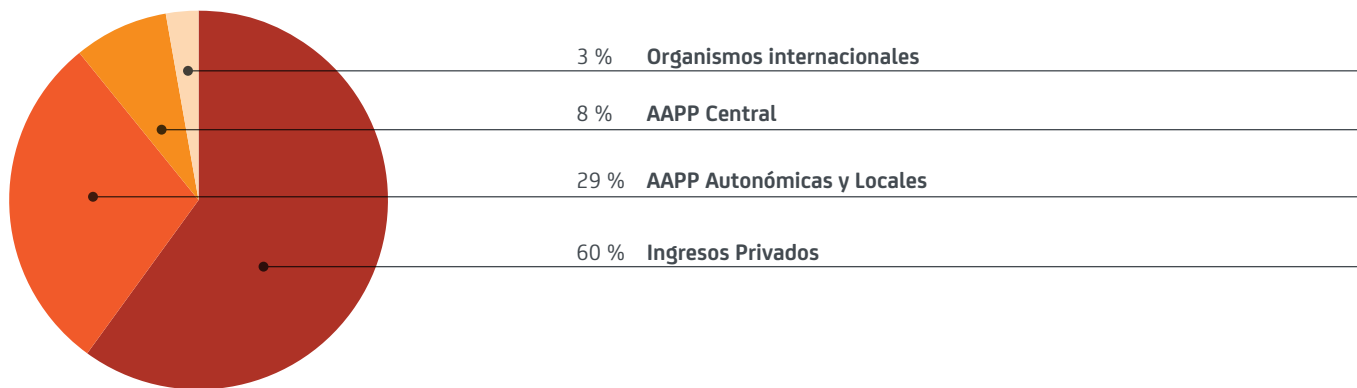 3 % Organismos internacionales
8 % AAPP Central
29 % AAPP Autonómicas y Locales
60 % Ingresos Privados